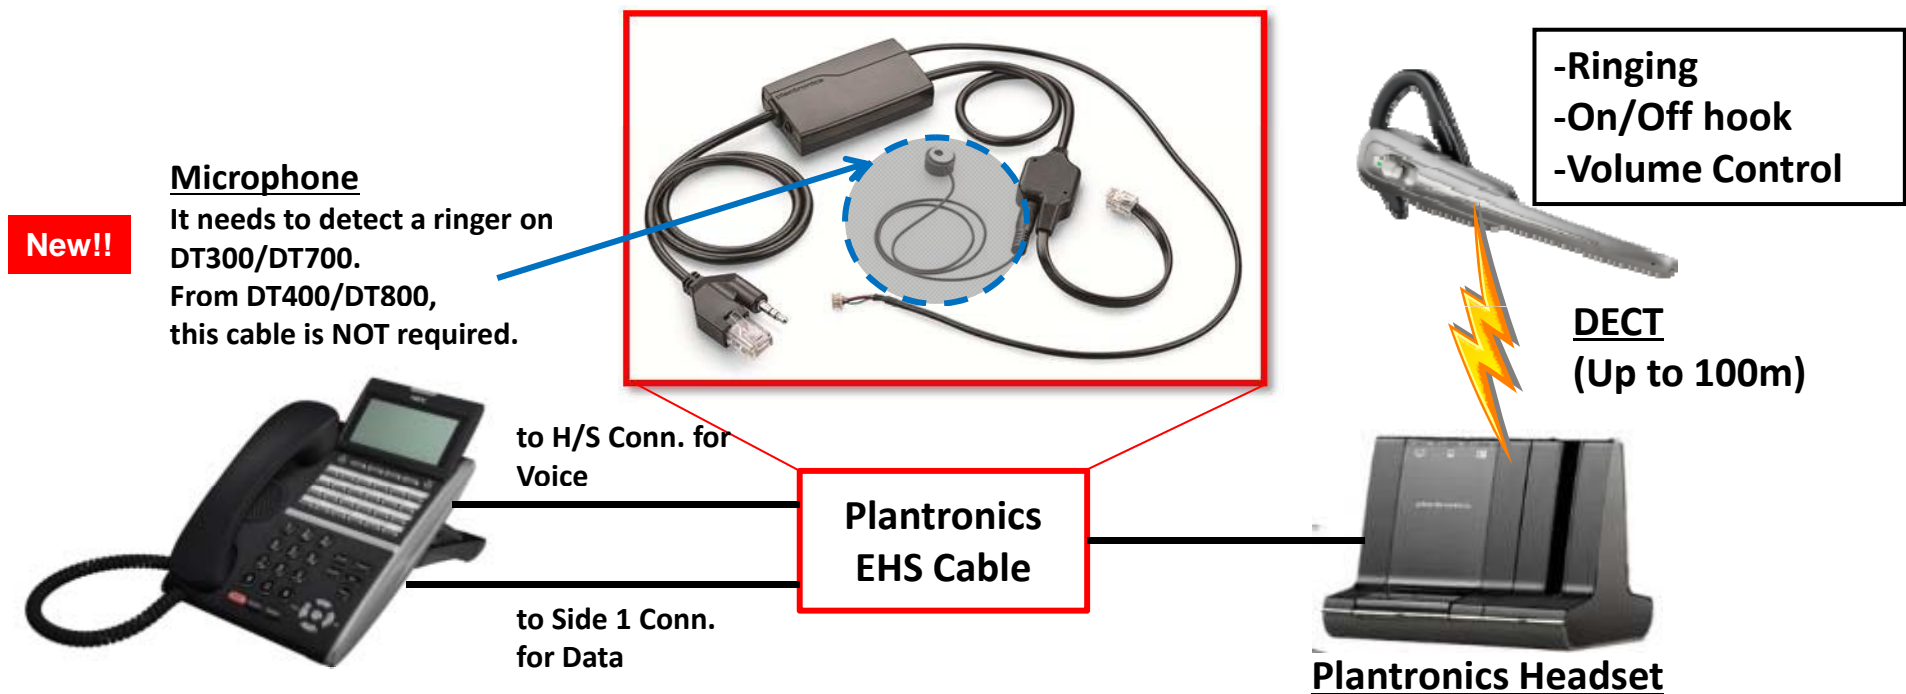 New!!
Microphone
It needs to detect a ringer on
DT300/DT700.
From DT400/DT800,
this cable is NOT required.
plantronics
-Ringing
-On/Off hook
-Volume Control
DECT
(Up to 100m)
to H/S Conn. for
Voice
Plantronics
EHS Cable
to Side 1 Conn.
for Data
plantronics
Plantronics Headset